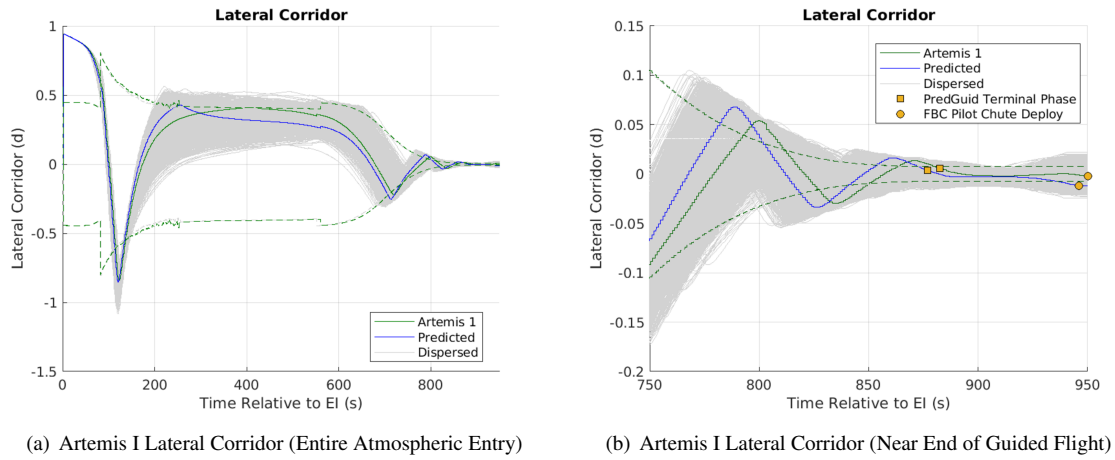 Lateral Corridor
1
0.5
0
-0.5
-1
-1.5
Lateral Corridor (d)
0 200 400 600 800
Time Relative to EI (s)
Artemis 1
Predicted
Dispersed
(a) Artemis I Lateral Corridor (Entire Atmospheric Entry)
Lateral Corridor
0.15
0.1
0.05
0
-0.05
-0.1
-0.15
-0.2
Lateral Corridor (d)
750 800 850 900 950
Time Relative to EI (s)
Artemis 1
Predicted
Dispersed
PredGuid Terminal Phase
FBC Pilot Chute Deploy
(b) Artemis I Lateral Corridor (Near End of Guided Flight)